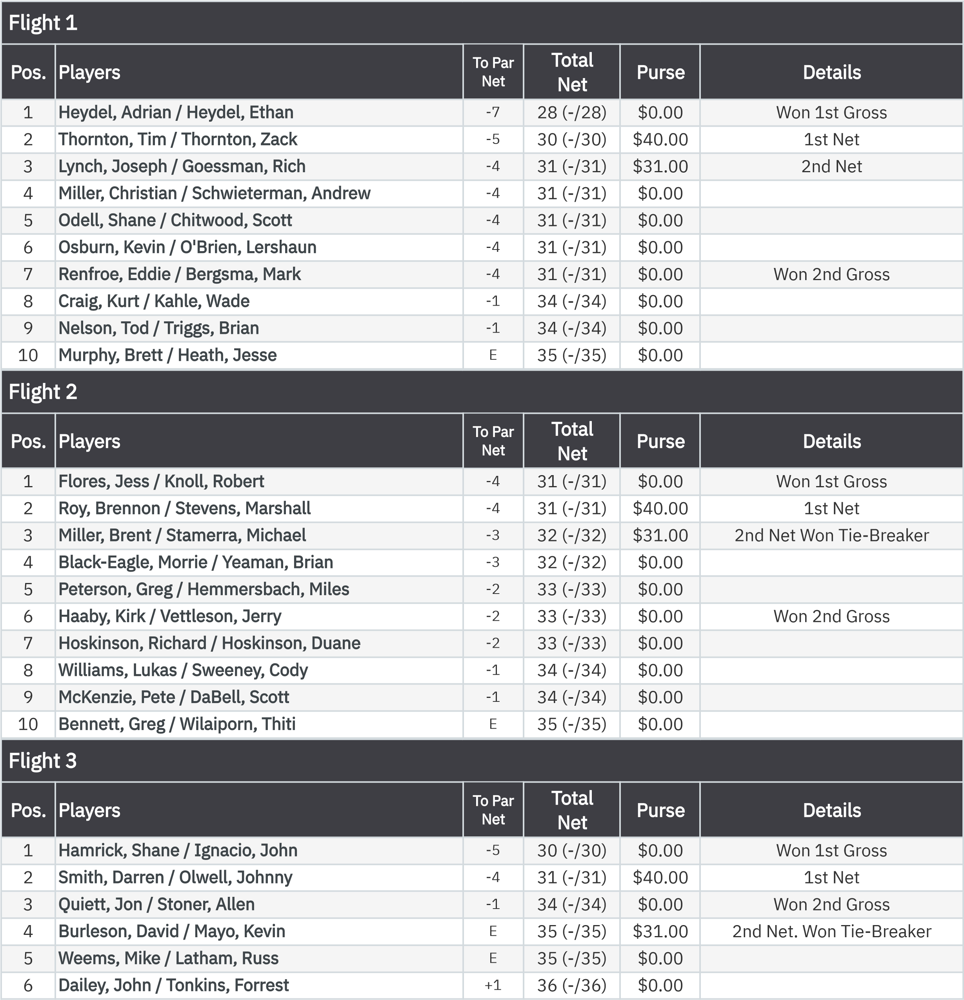 Flight 1
Pos. Players To Par Net Total Net Purse Details
1 Heydel, Adrian / Heydel, Ethan -7 28 (-/28) $0.00 Won 1st Gross
2 Thornton, Tim / Thornton, Zack -5 30 (-/30) $40.00 1st Net
3 Lynch, Joseph / Goessman, Rich -4 31 (-/31) $31.00 2nd Net
4 Miller, Christian / Schwieterman, Andrew -4 31 (-/31) $0.00
5 Odell, Shane / Chitwood, Scott -4 31 (-/31) $0.00
6 Osburn, Kevin / O'Brien, Lershaun -4 31 (-/31) $0.00
7 Renfroe, Eddie / Bergsma, Mark -4 31 (-/31) $0.00 Won 2nd Gross
8 Craig, Kurt / Kahle, Wade -1 34 (-/34) $0.00
9 Nelson, Tod / Triggs, Brian -1 34 (-/34) $0.00
10 Murphy, Brett / Heath, Jesse E 35 (-/35) $0.00
Flight 2
Pos. Players To Par Net Total Net Purse Details
1 Flores, Jess / Knoll, Robert -4 31 (-/31) $0.00 Won 1st Gross
2 Roy, Brennon / Stevens, Marshall -4 31 (-/31) $40.00 1st Net
3 Miller, Brent / Stamerra, Michael -3 32 (-/32) $31.00 2nd Net Won Tie-Breaker
4 Black-Eagle, Morrie / Yeaman, Brian -3 32 (-/32) $0.00
5 Peterson, Greg / Hemmersbach, Miles -2 33 (-/33) $0.00
6 Haaby, Kirk / Vettleson, Jerry -2 33 (-/33) $0.00 Won 2nd Gross
7 Hoskinson, Richard / Hoskinson, Duane -2 33 (-/33) $0.00
8 Williams, Lukas / Sweeney, Cody -1 34 (-/34) $0.00
9 McKenzie, Pete / DaBell, Scott -1 34 (-/34) $0.00
10 Bennett, Greg / Wilaiporn, Thiti E 35 (-/35) $0.00
Flight 3
Pos. Players To Par Net Total Net Purse Details
1 Hamrick, Shane / Ignacio, John -5 30 (-/30) $0.00 Won 1st Gross
2 Smith, Darren / Olwell, Johnny -4 31 (-/31) $40.00 1st Net
3 Quiett, Jon / Stoner, Allen -1 34 (-/34) $0.00 Won 2nd Gross
4 Burleson, David / Mayo, Kevin E 35 (-/35) $31.00 2nd Net. Won Tie-Breaker
5 Weems, Mike / Latham, Russ E 35 (-/35) $0.00
6 Dailey, John / Tonkins, Forrest +1 36 (-/36) $0.00